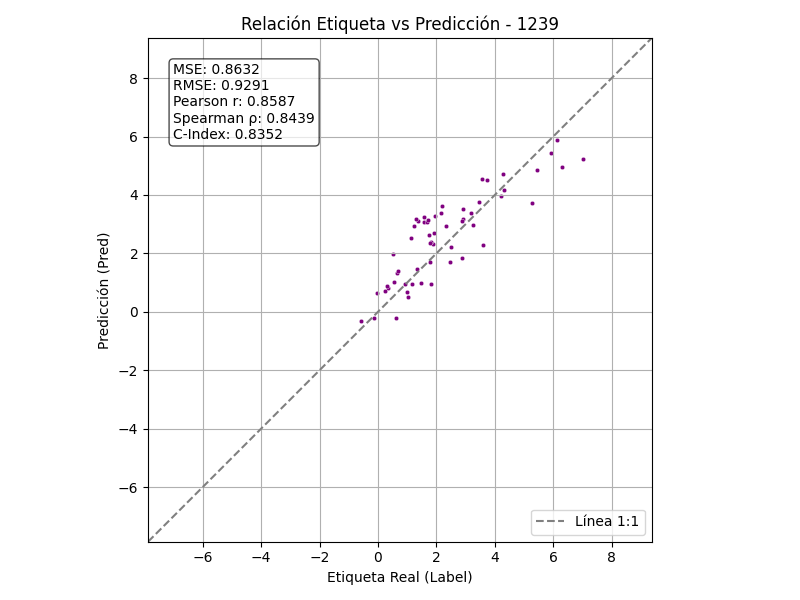 Relación Etiqueta vs Predicción - 1239
MSE: 0.8632
RMSE: 0.9291
Pearson r: 0.8587
Spearman ρ: 0.8439
C-Index: 0.8352
8
6
4
2
0
−2
−4
−6
Predicción (Pred)
Línea 1:1
−6 −4 −2 0 2 4 6 8
Etiqueta Real (Label)